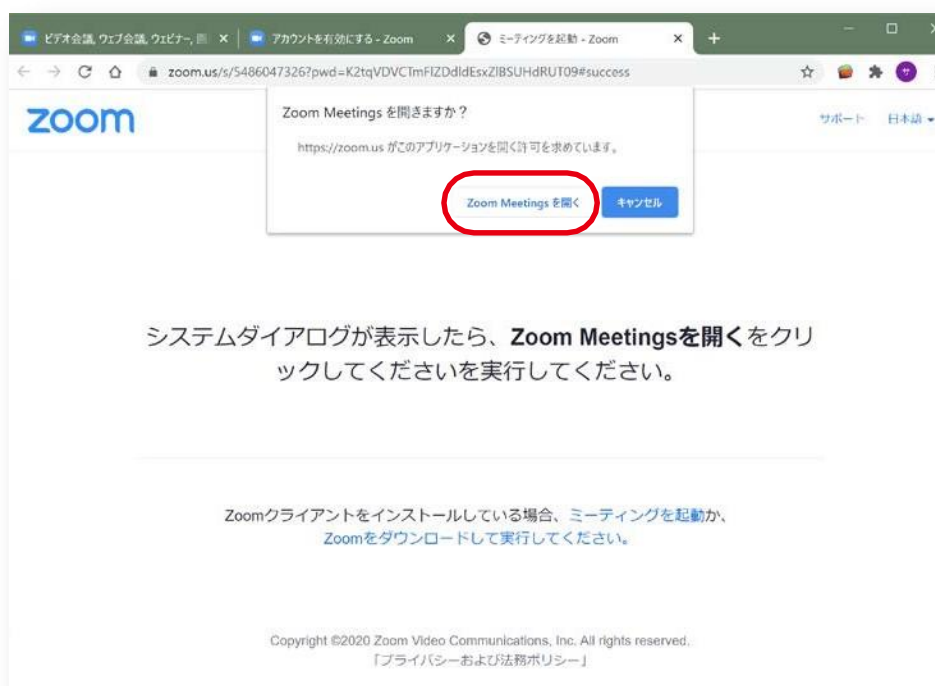 ビデオ会議, ウェブ会議, ウェビナー,
アカウントを有効にする - Zoom
ミーティングを起動 - Zoom
zoom.us/s/5486047326?pwd=K2tqVDVCTmFIZDdldEsxZlBSUHdRUT09#success
サ
zoom
サポート
日本語
Zoom Meetings を開きますか？
https://zoom.us がこのアプリケーションを開く許可を求めています。
Zoom Meetings を開く
キャンセル
システムダイアログが表示したら、Zoom Meetingsを開くをクリ
ックしてくださいを実行してください。
Zoomクライアントをインストールしている場合、ミーティングを起動か、
Zoomをダウンロードして実行してください。
Copyright ©2020 Zoom Video Communications, Inc. All rights reserved.
「プライバシーおよび法務ポリシー」